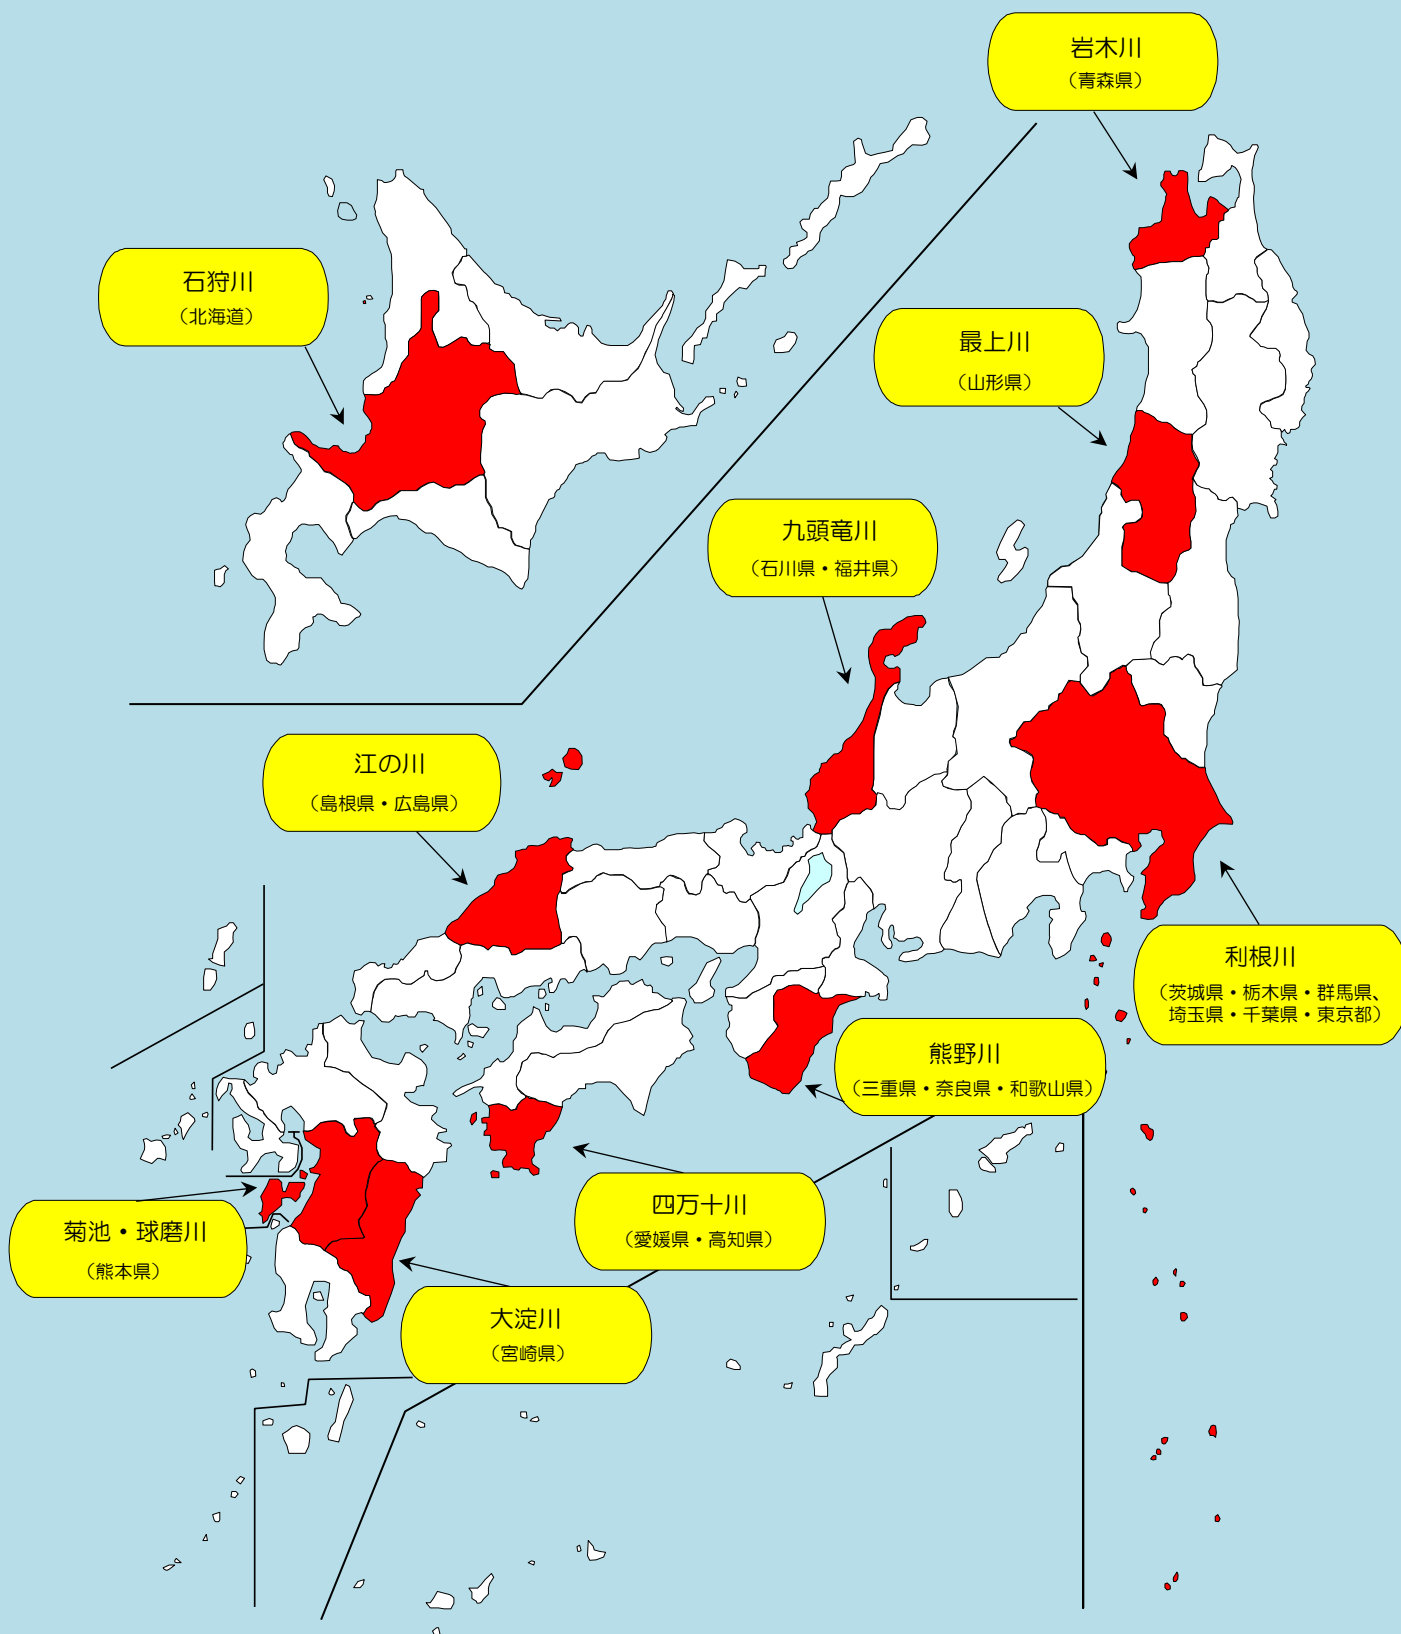 岩木川
（青森県）
石狩川
（北海道）
最上川
（山形県）
九頭竜川
（石川県・福井県）
江の川
（島根県・広島県）
利根川
（茨城県・栃木県・群馬県、
埼玉県・千葉県・東京都）
熊野川
（三重県・奈良県・和歌山県）
四万十川
（愛媛県・高知県）
菊池・球磨川
（熊本県）
大淀川
（宮崎県）